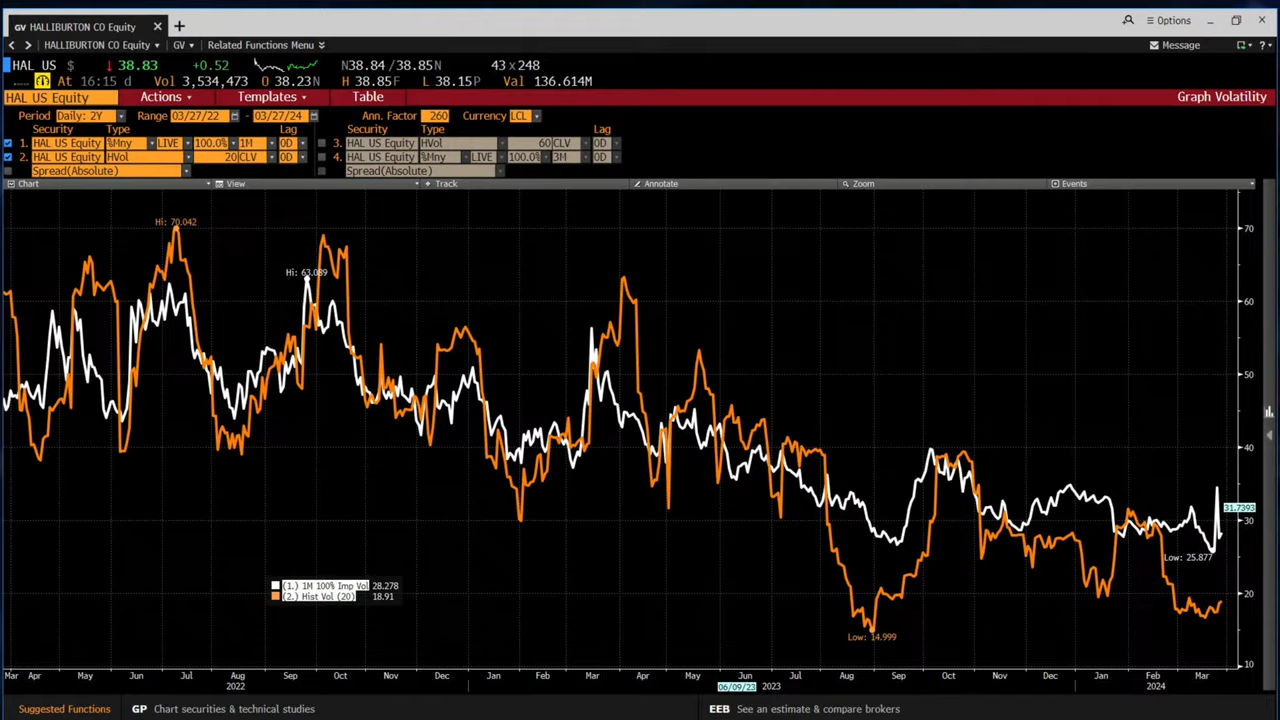 GV HALLIBURTON CO Equity × +
Options
HALLIBURTON CO Equity GV Related Functions Menu
Message
HAL US $ ↓ 38.83 +0.52 N38.84 / 38.85N 43 x 248
At 16:15 d Vol 3,534,473 O 38.23N H 38.85F L 38.15P Val 136.614M
HAL US Equity Actions Templates Table Graph Volatility
Period Daily: 2Y Range 03/27/22 - 03/27/24 Ann. Factor 260 Currency LCL
Security Type Lag Security Type Lag
1. HAL US Equity %Mny LIVE 100.0% 1M 0D 3. HAL US Equity HVol 60 CLV 0D
2. HAL US Equity HVol 20 CLV 0D 4. HAL US Equity %Mny LIVE 100.0% 3M 0D
Spread(Absolute) Spread(Absolute)
Chart View Track Annotate Zoom Events
Hi: 70.042
70
Hi: 63.089
60
50
40
31.7393
30
Low: 25.877
(1.) 1M 100% Imp Vol 28.278
(2.) Hist Vol (20) 18.91
20
Low: 14.999
10
Mar Apr May Jun Jul Aug Sep Oct Nov Dec Jan Feb Mar Apr May Jun Jul Aug Sep Oct Nov Dec Jan Feb Mar
2022 06/09/23 2023 2024
Suggested Functions GP Chart securities & technical studies EEB See an estimate & compare brokers